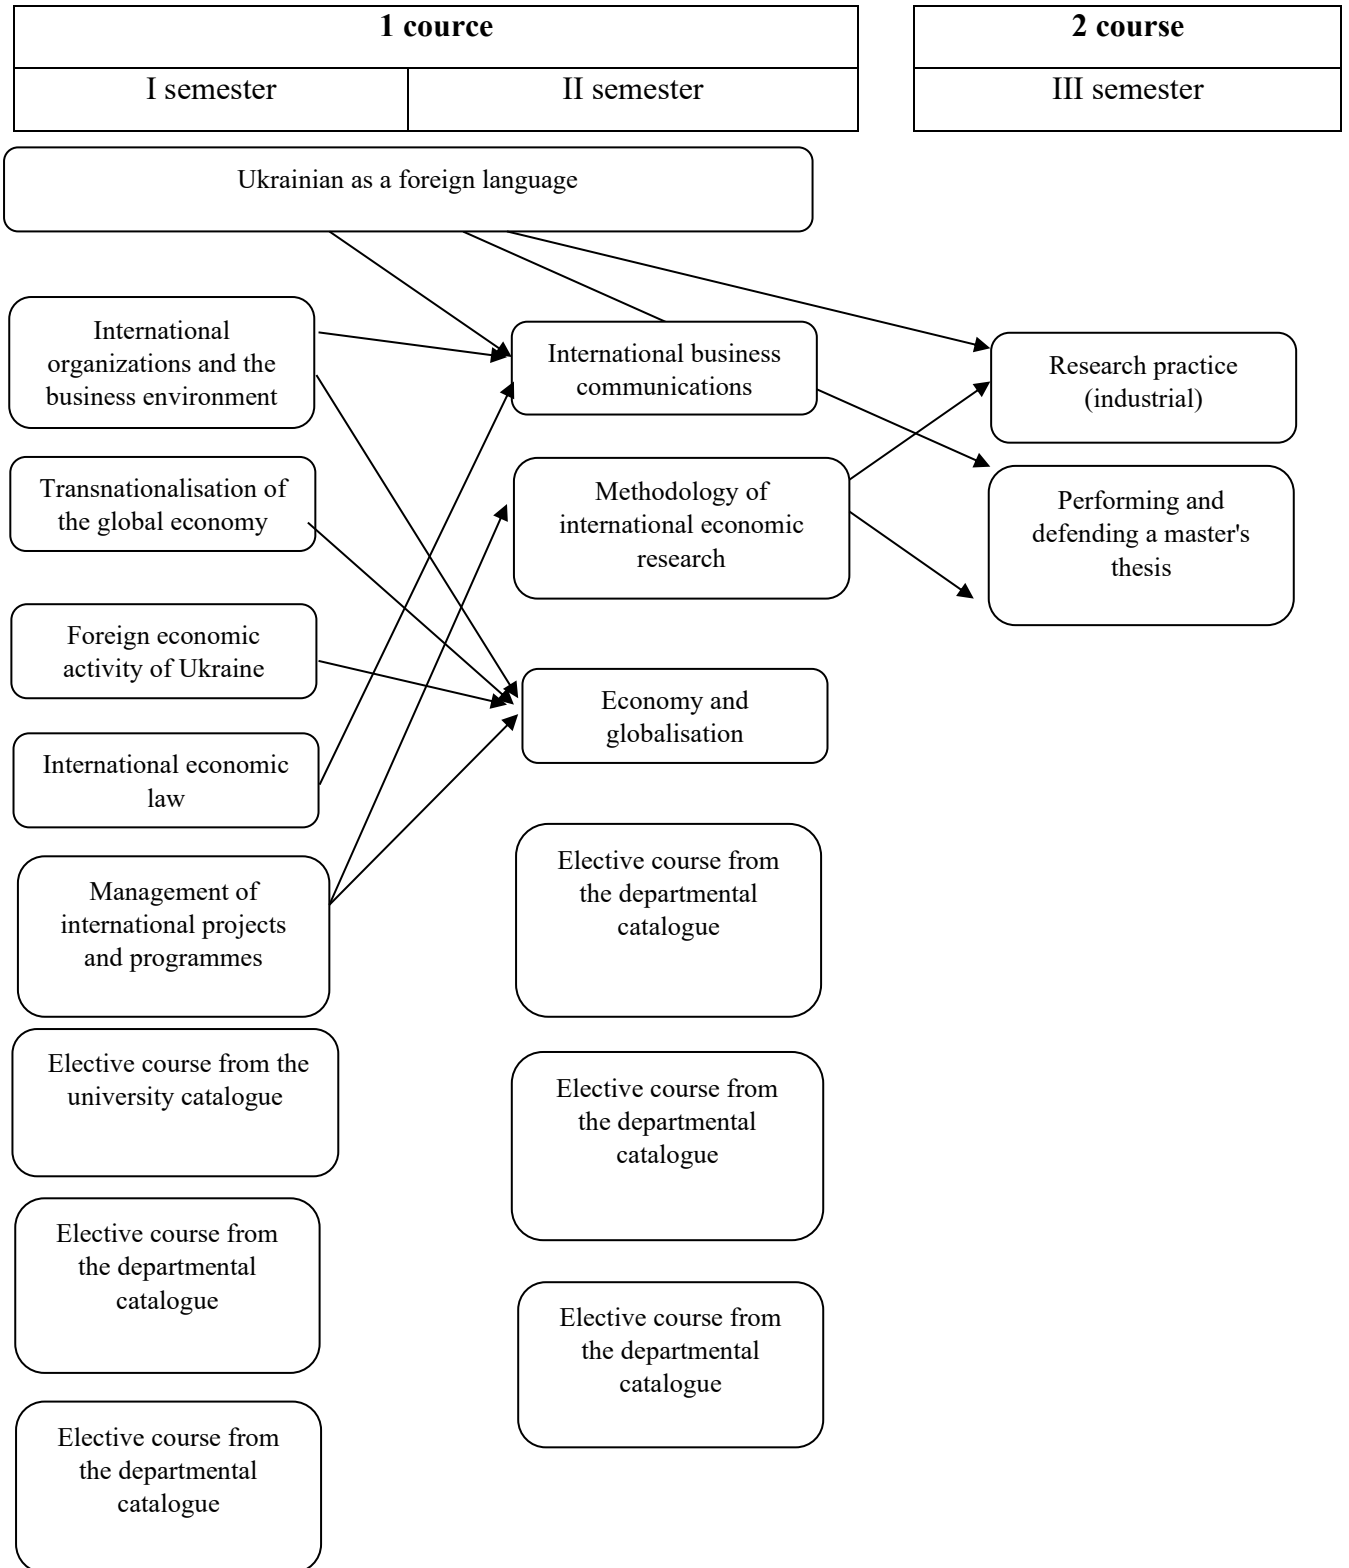 1 cource
2 course
I semester
II semester
III semester
Ukrainian as a foreign language
International
organizations and the
business environment
International business
communications
Research practice
(industrial)
Transnationalisation of
the global economy
Methodology of
international economic
research
Performing and
defending a master's
thesis
Foreign economic
activity of Ukraine
Economy and
globalisation
International economic
law
Management of
international projects
and programmes
Elective course from
the departmental
catalogue
Elective course from the
university catalogue
Elective course from
the departmental
catalogue
Elective course from
the departmental
catalogue
Elective course from
the departmental
catalogue
Elective course from
the departmental
catalogue